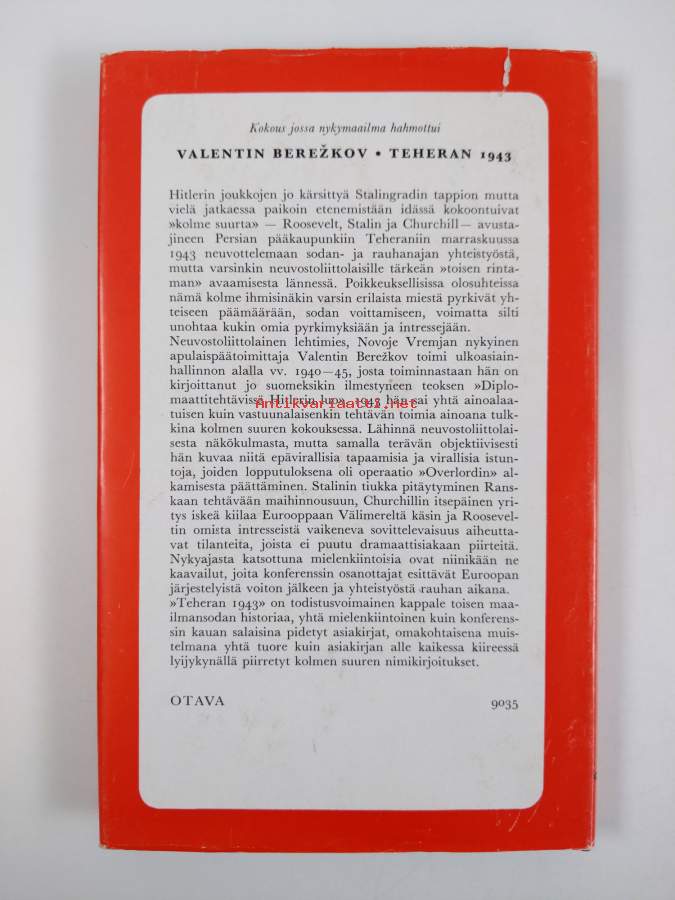 Kokous jossa nykymaailma hahmottui
VALENTIN BEREŽKOV • TEHERAN 1943
Hitlerin joukkojen jo kärsittyä Stalingradin tappion mutta
vielä jatkaessa paikoin etenemistään idässä kokoontuivat
»kolme suurta» — Roosevelt, Stalin ja Churchill — avusta-
jineen Persian pääkaupunkiin Teheraniin marraskuussa
1943 neuvottelemaan sodan- ja rauhanajan yhteistyöstä,
mutta varsinkin neuvostoliittolaisille tärkeän »toisen rinta-
man» avaamisesta lännessä. Poikkeuksellisissa olosuhteissa
nämä kolme ihmisinäkin varsin erilaista miestä pyrkivät yh-
teiseen päämäärään, sodan voittamiseen, voimatta silti
unohtaa kukin omia pyrkimyksiään ja intressejään.
Neuvostoliittolainen lehtimies, Novoje Vremjan nykyinen
apulaispäätoimittaja Valentin Berežkov toimi ulkoasiain-
hallinnon alalla vv. 1940—45, josta toiminnastaan hän on
kirjoittanut jo suomeksikin ilmestyneen teoksen »Diplo-
maattitehtävissä Hitlerin luo». 1943 hän sai yhtä ainoalaa-
Antikvariaatti.net
tuisen kuin vastuunalaisenkin tehtävän toimia ainoana tulk-
kina kolmen suuren kokouksessa. Lähinnä neuvostoliittolai-
sesta näkökulmasta, mutta samalla terävän objektiivisesti
hän kuvaa niitä epävirallisia tapaamisia ja virallisia istun-
toja, joiden lopputuloksena oli operaatio »Overlordin» al-
kamisesta päättäminen. Stalinin tiukka pitäytyminen Rans-
kaan tehtävään maihinnousuun, Churchillin itsepäinen yri-
tys iskeä kiilaa Eurooppaan Välimereltä käsin ja Roosevel-
tin omista intresseistä vaikeneva sovittelevaisuus aiheutta-
vat tilanteita, joista ei puutu dramaattisiakaan piirteitä.
Nykyajasta katsottuna mielenkiintoisia ovat niinikään ne
kaavailut, joita konferenssin osanottajat esittävät Euroopan
järjestelyistä voiton jälkeen ja yhteistyöstä rauhan aikana.
»Teheran 1943» on todistusvoimainen kappale toisen maa-
ilmansodan historiaa, yhtä mielenkiintoinen kuin konferens-
sin kauan salaisina pidetyt asiakirjat, omakohtaisena muis-
telmana yhtä tuore kuin asiakirjan alle kaikessa kiireessä
lyijykynällä piirretyt kolmen suuren nimikirjoitukset.
OTAVA 9035